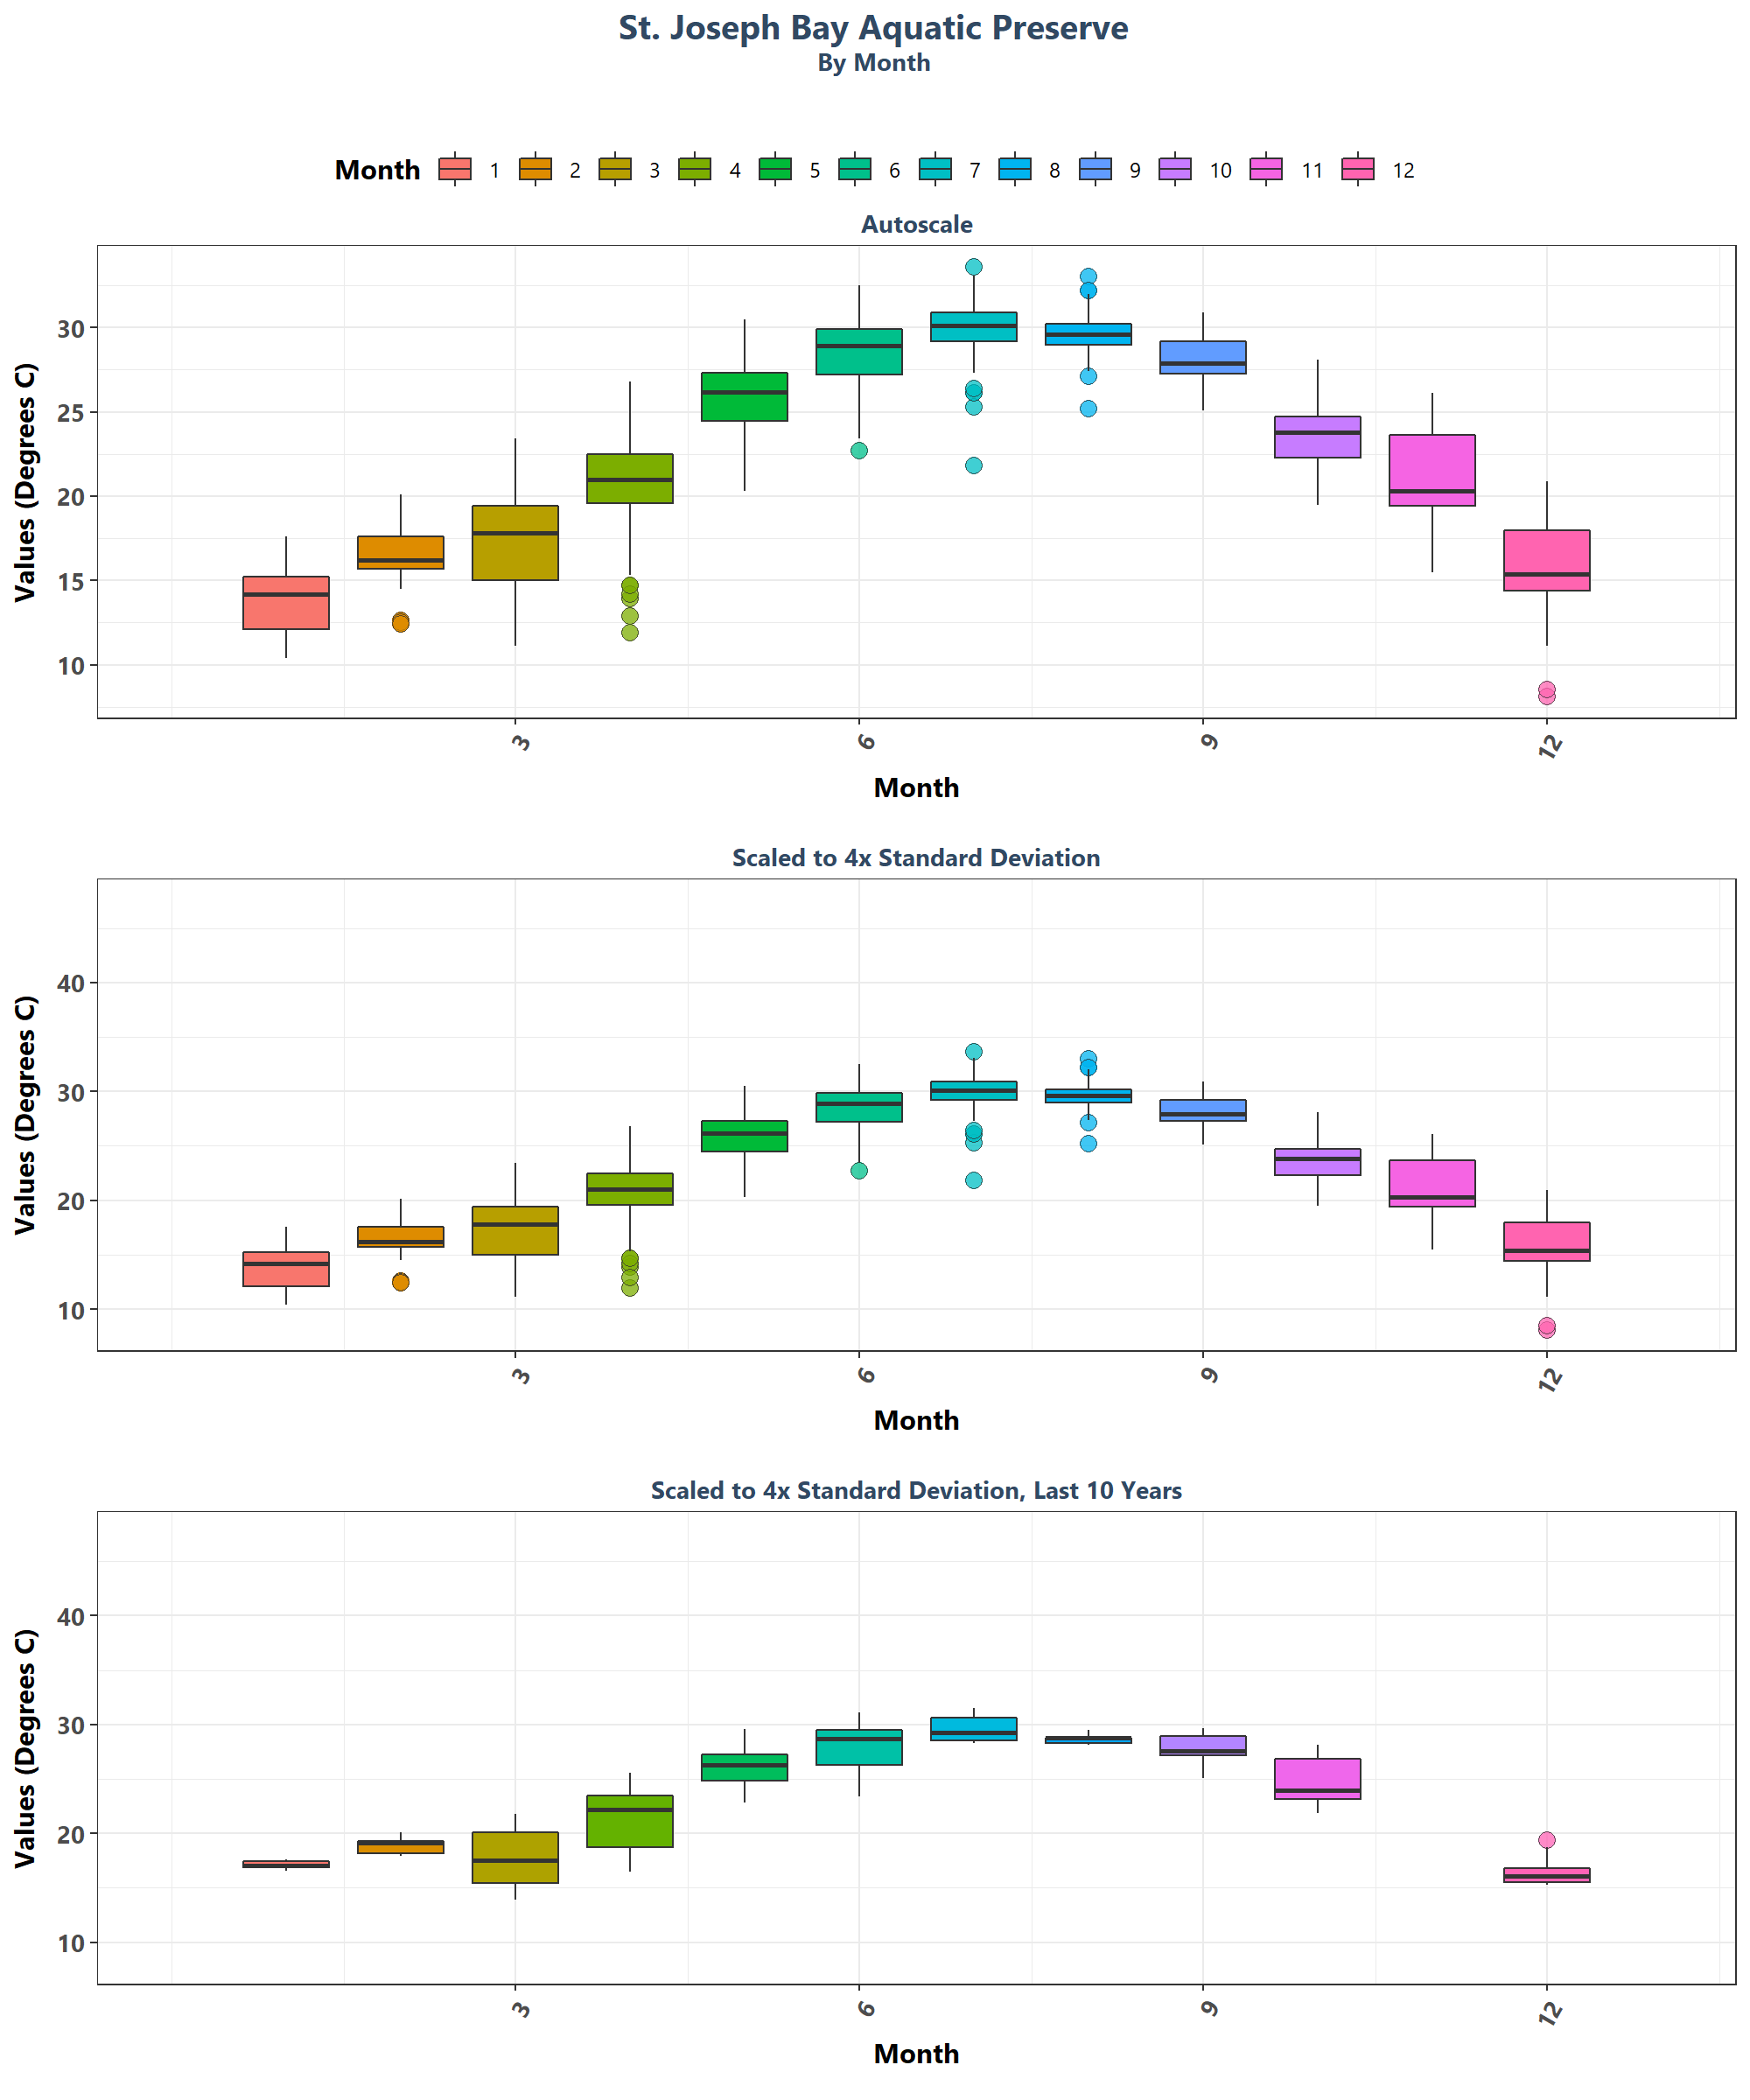 St. Joseph Bay Aquatic Preserve
By Month
Month 1 2 3 4 5 6 7 8 9 10 11 12
Autoscale
Values (Degrees C)
30
25
20
15
10
3 6 9 12
Month
Scaled to 4x Standard Deviation
Values (Degrees C)
40
30
20
10
3 6 9 12
Month
Scaled to 4x Standard Deviation, Last 10 Years
Values (Degrees C)
40
30
20
10
3 6 9 12
Month